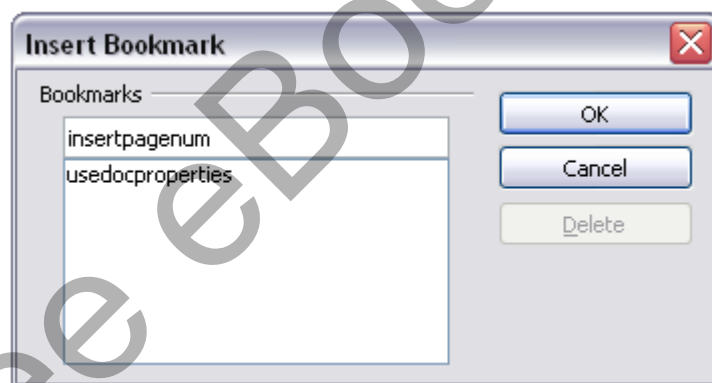 Insert Bookmark
Bookmarks
insertpagenum
usedocproperties
OK
Cancel
Delete